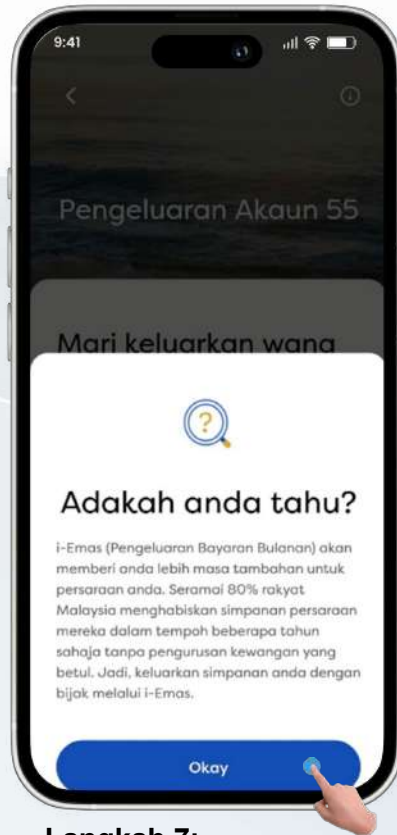 9:41
Pengeluaran Akaun 55
Mari keluarkan wang
?
Adakah anda tahu?
i-Emas (Pengeluaran Bayaran Bulanan) akan
memberi anda lebih masa tambahan untuk
persaraan anda. Seramai 80% rakyat
Malaysia menghabiskan simpanan persaraan
mereka dalam tempoh beberapa tahun
sahaja tanpa pengurusan kewangan yang
betul. Jadi, keluarkan simpanan anda dengan
bijak melalui i-Emas.
Okay
Langkah 7: